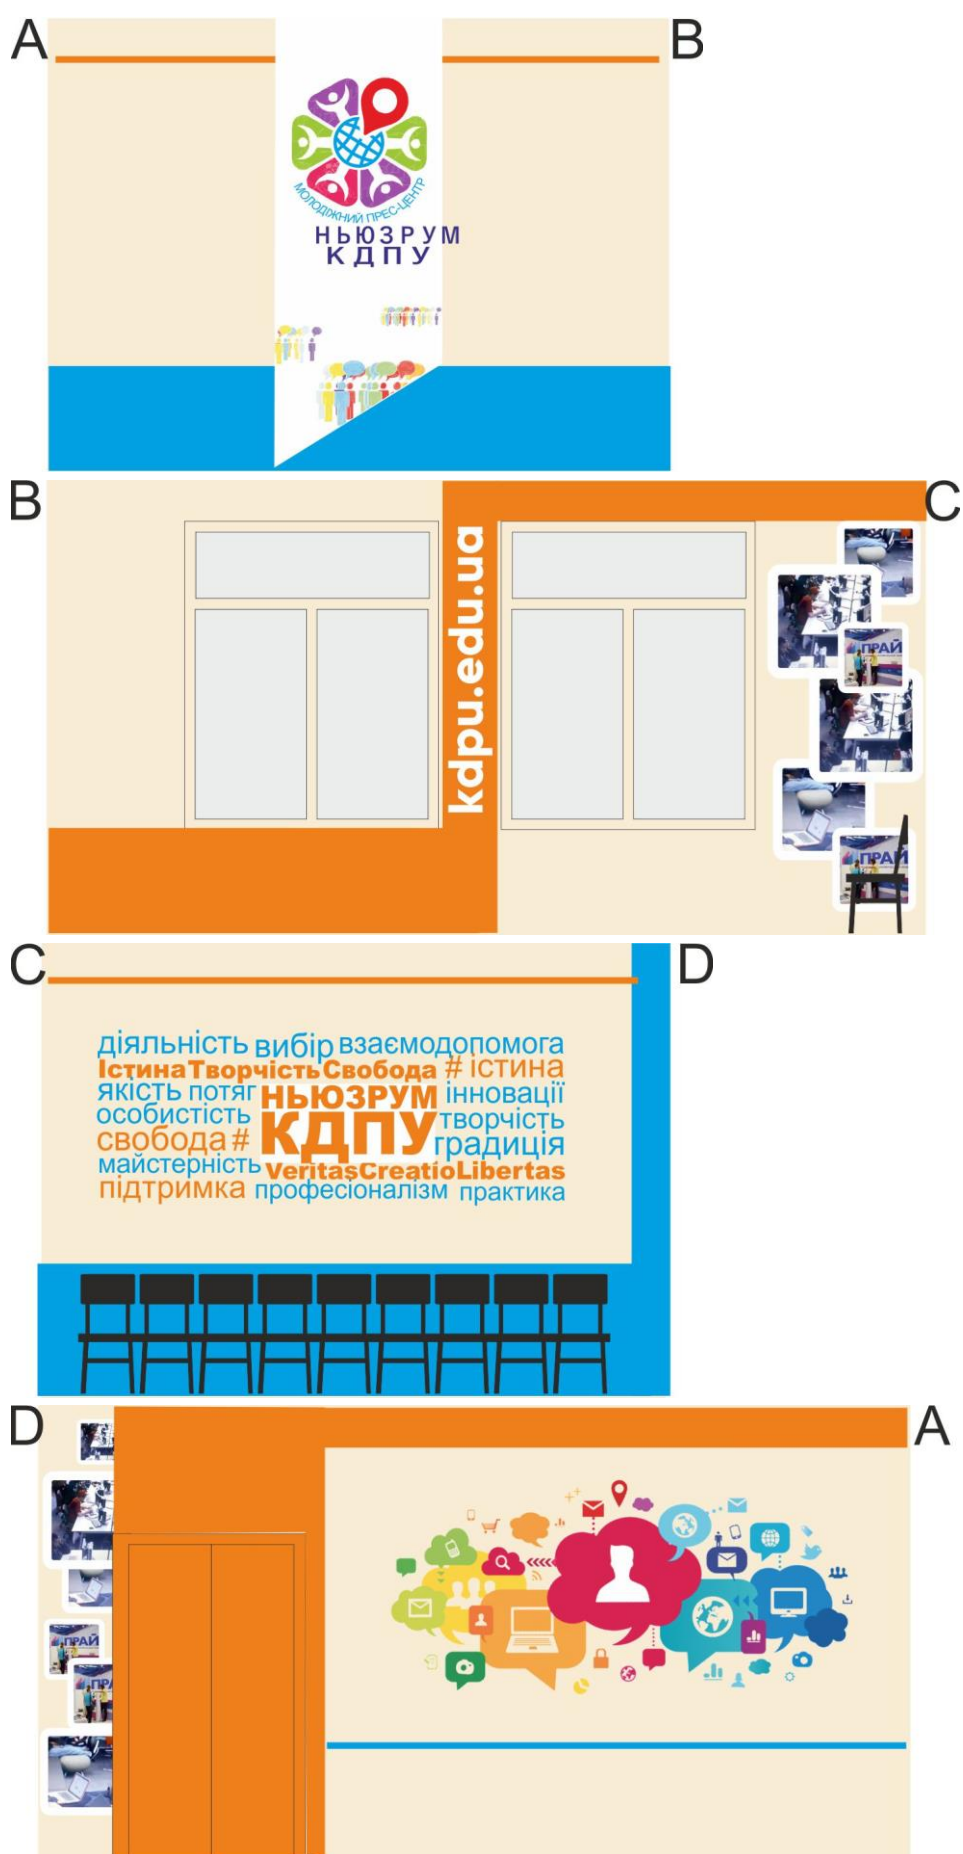 A
B
МОЛОДІЖНИЙ ПРЕС-ЦЕНТР
НЬЮЗРУМ
КДПУ
B
C
kdpu.edu.ua
ПРАЙ
ПРАЙ
C
D
діяльність вибір взаємодопомога
ІстинаТворчістьСвобода # істина
якість потяг НЬЮЗРУМ інновації
особистість КДПУ творчість
свобода # традиція
майстерність VeritasCreatioLibertas
підтримка професіоналізм практика
D
A
ПРАЙ
ПРА